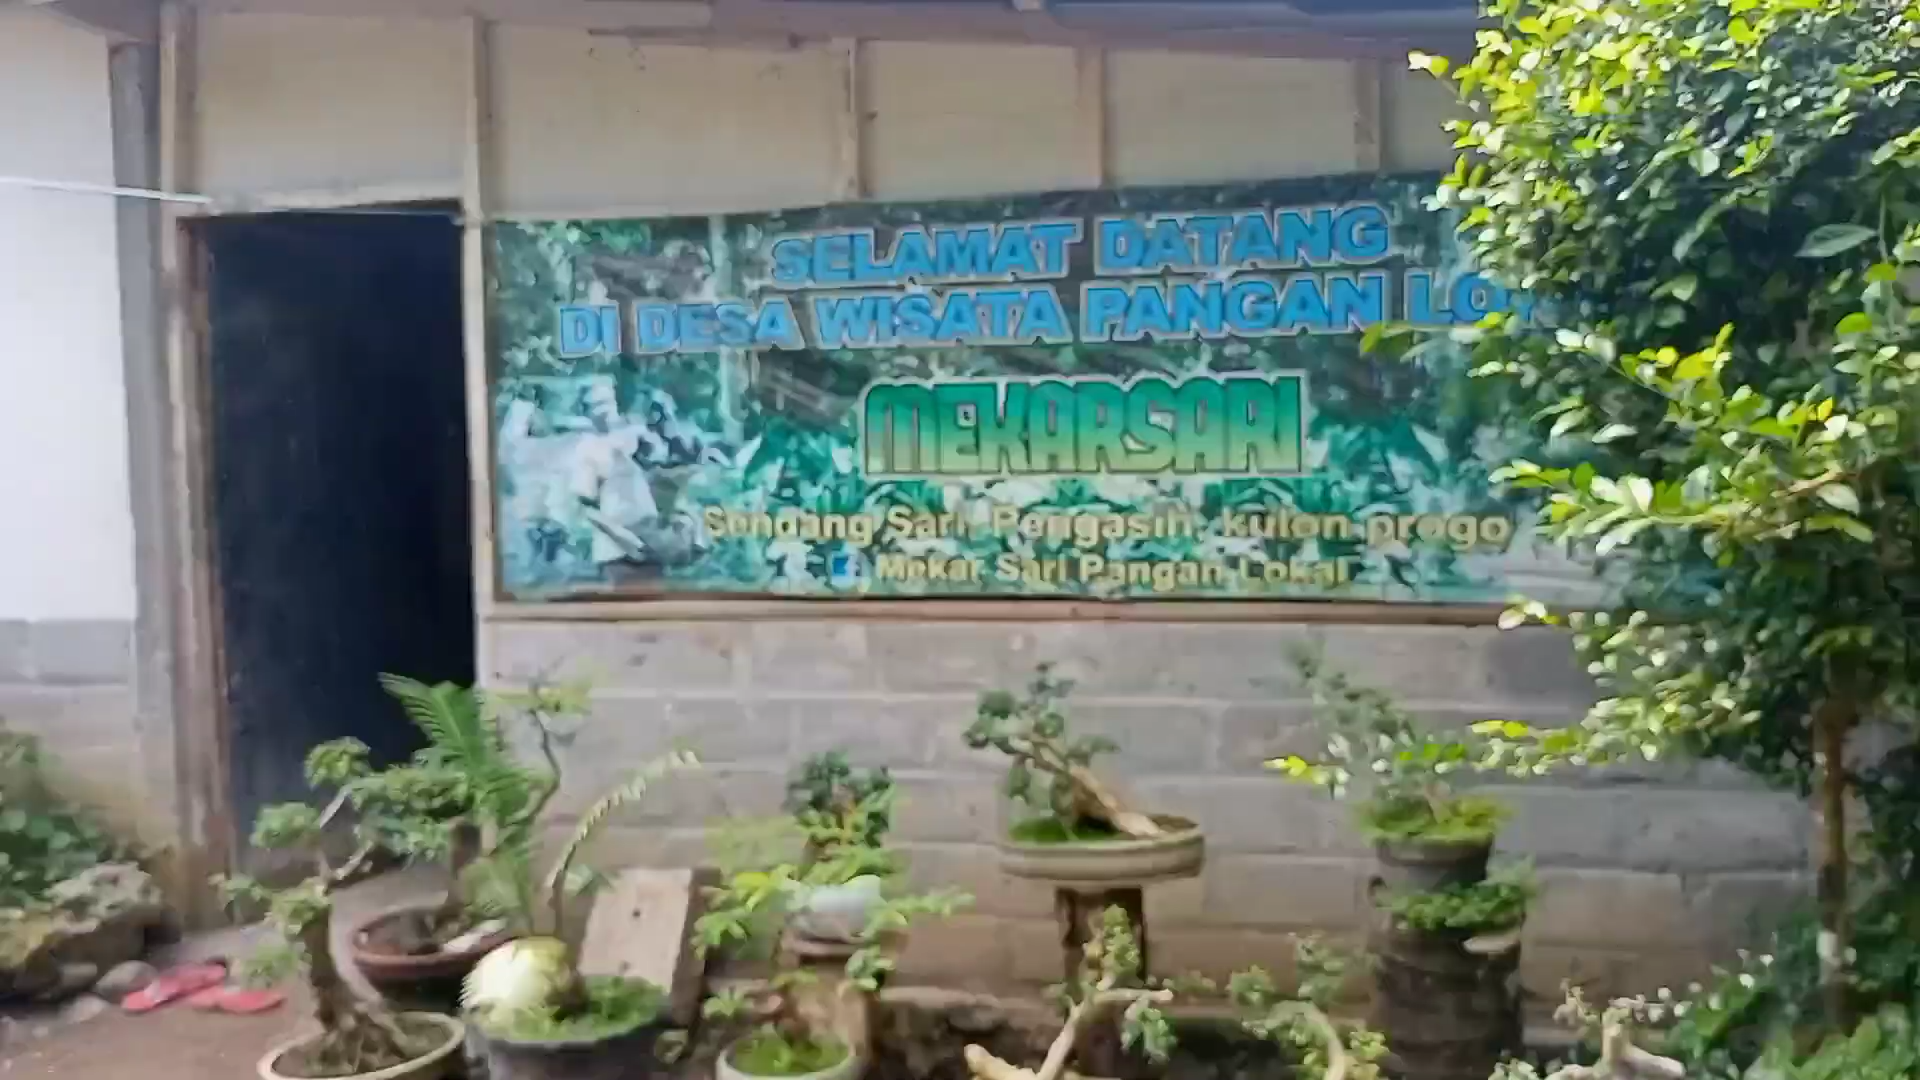 SELAMAT DATANG
DI DESA WISATA PANGAN LO
MEKARSARI
Sendang Sari, Pengasih, kulon progo
Mekar Sari Pangan Lokal